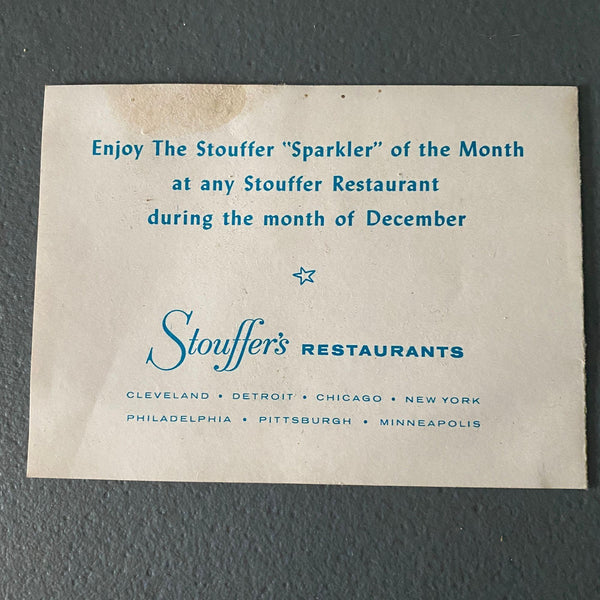 Enjoy The Stouffer "Sparkler" of the Month
at any Stouffer Restaurant
during the month of December
Stouffer's RESTAURANTS
CLEVELAND • DETROIT • CHICAGO • NEW YORK
PHILADELPHIA • PITTSBURGH • MINNEAPOLIS